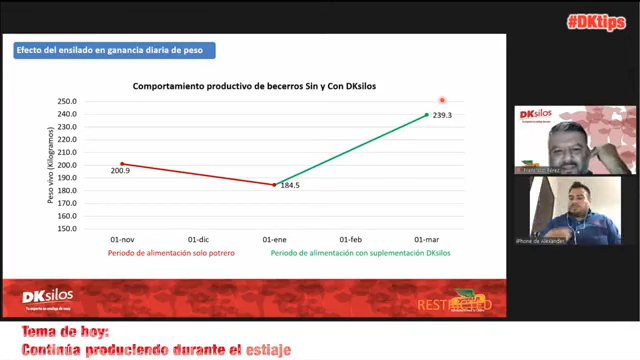 #DKtips
Efecto del ensilado en ganancia diaria de peso
Comportamiento productivo de becerros Sin y Con DKsilos
250.0
240.0
230.0
220.0
210.0
200.0
190.0
180.0
170.0
160.0
150.0
Peso vivo (Kilogramos)
200.9
184.5
239.3
01-nov
01-dic
01-ene
01-feb
01-mar
Periodo de alimentación solo potrero
Periodo de alimentación con suplementación DKsilos
DKsilos
RESTRICTED
DKsilos
iPhone de Alexander
Tema de hoy:
Continúa produciendo durante el estiaje